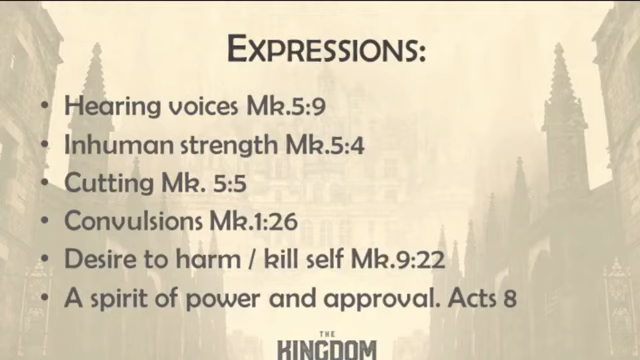 EXPRESSIONS:
• Hearing voices Mk.5:9
• Inhuman strength Mk.5:4
• Cutting Mk. 5:5
• Convulsions Mk.1:26
• Desire to harm / kill self Mk.9:22
• A spirit of power and approval. Acts 8
THE
KINGDOM